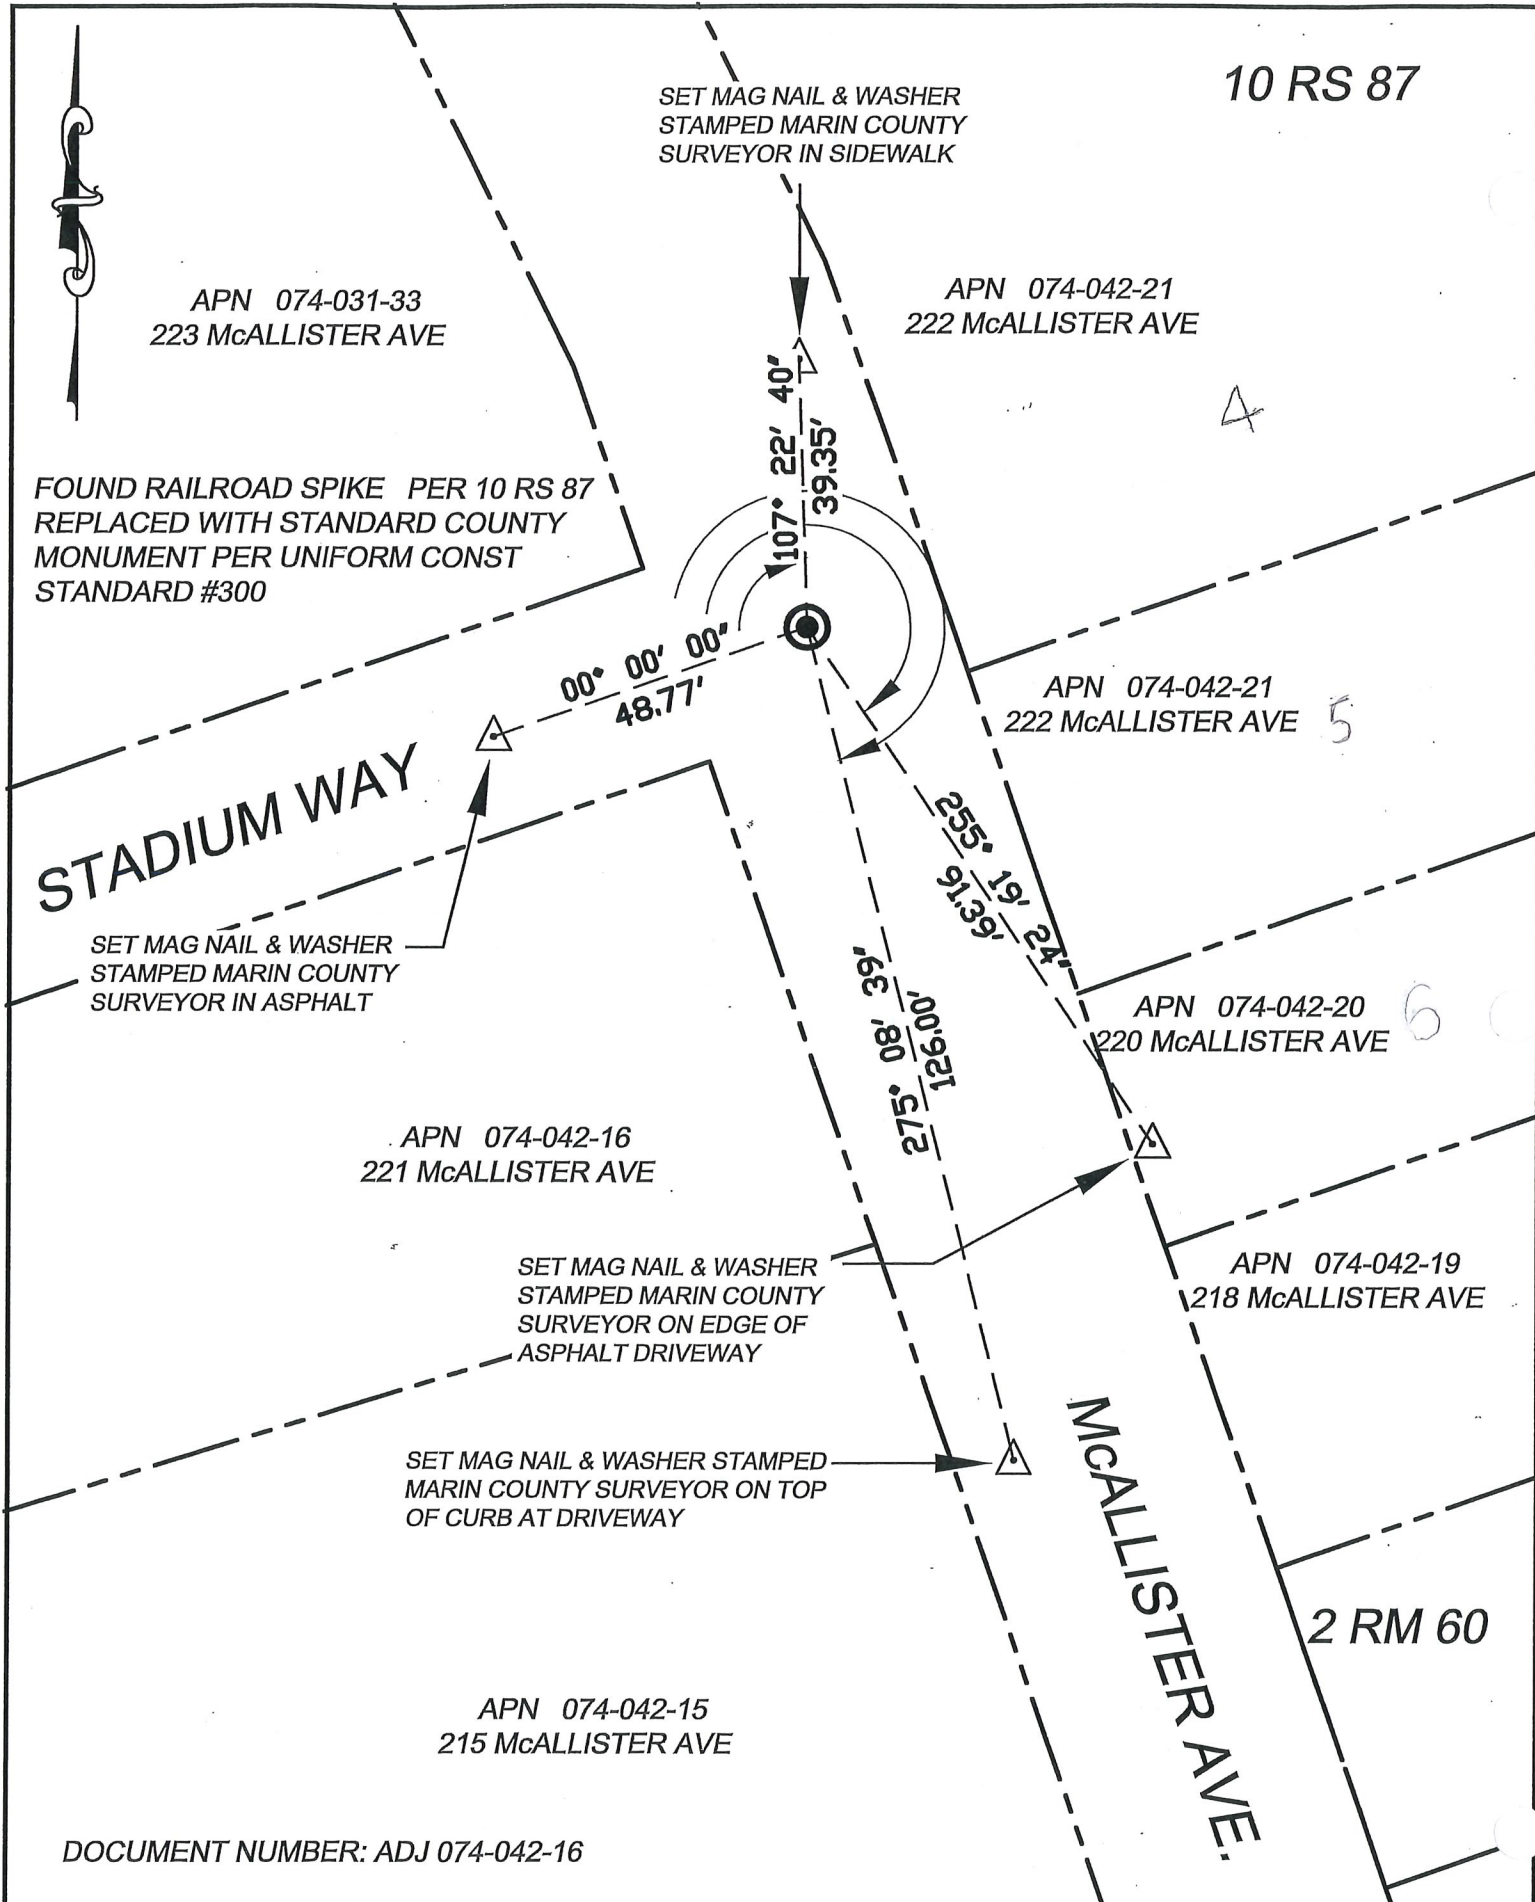 10 RS 87
SET MAG NAIL & WASHER
STAMPED MARIN COUNTY
SURVEYOR IN SIDEWALK
APN 074-031-33
223 McALLISTER AVE
APN 074-042-21
222 McALLISTER AVE
4
107° 22' 40"
39.35'
FOUND RAILROAD SPIKE PER 10 RS 87
REPLACED WITH STANDARD COUNTY
MONUMENT PER UNIFORM CONST
STANDARD #300
00° 00' 00"
48.77'
APN 074-042-21
222 McALLISTER AVE
5
STADIUM WAY
255° 19' 24"
91.39'
SET MAG NAIL & WASHER
STAMPED MARIN COUNTY
SURVEYOR IN ASPHALT
275° 08' 39"
126.00'
APN 074-042-20
220 McALLISTER AVE
6
APN 074-042-16
221 McALLISTER AVE
SET MAG NAIL & WASHER
STAMPED MARIN COUNTY
SURVEYOR ON EDGE OF
ASPHALT DRIVEWAY
APN 074-042-19
218 McALLISTER AVE
SET MAG NAIL & WASHER STAMPED
MARIN COUNTY SURVEYOR ON TOP
OF CURB AT DRIVEWAY
McALLISTER AVE.
2 RM 60
APN 074-042-15
215 McALLISTER AVE
DOCUMENT NUMBER: ADJ 074-042-16